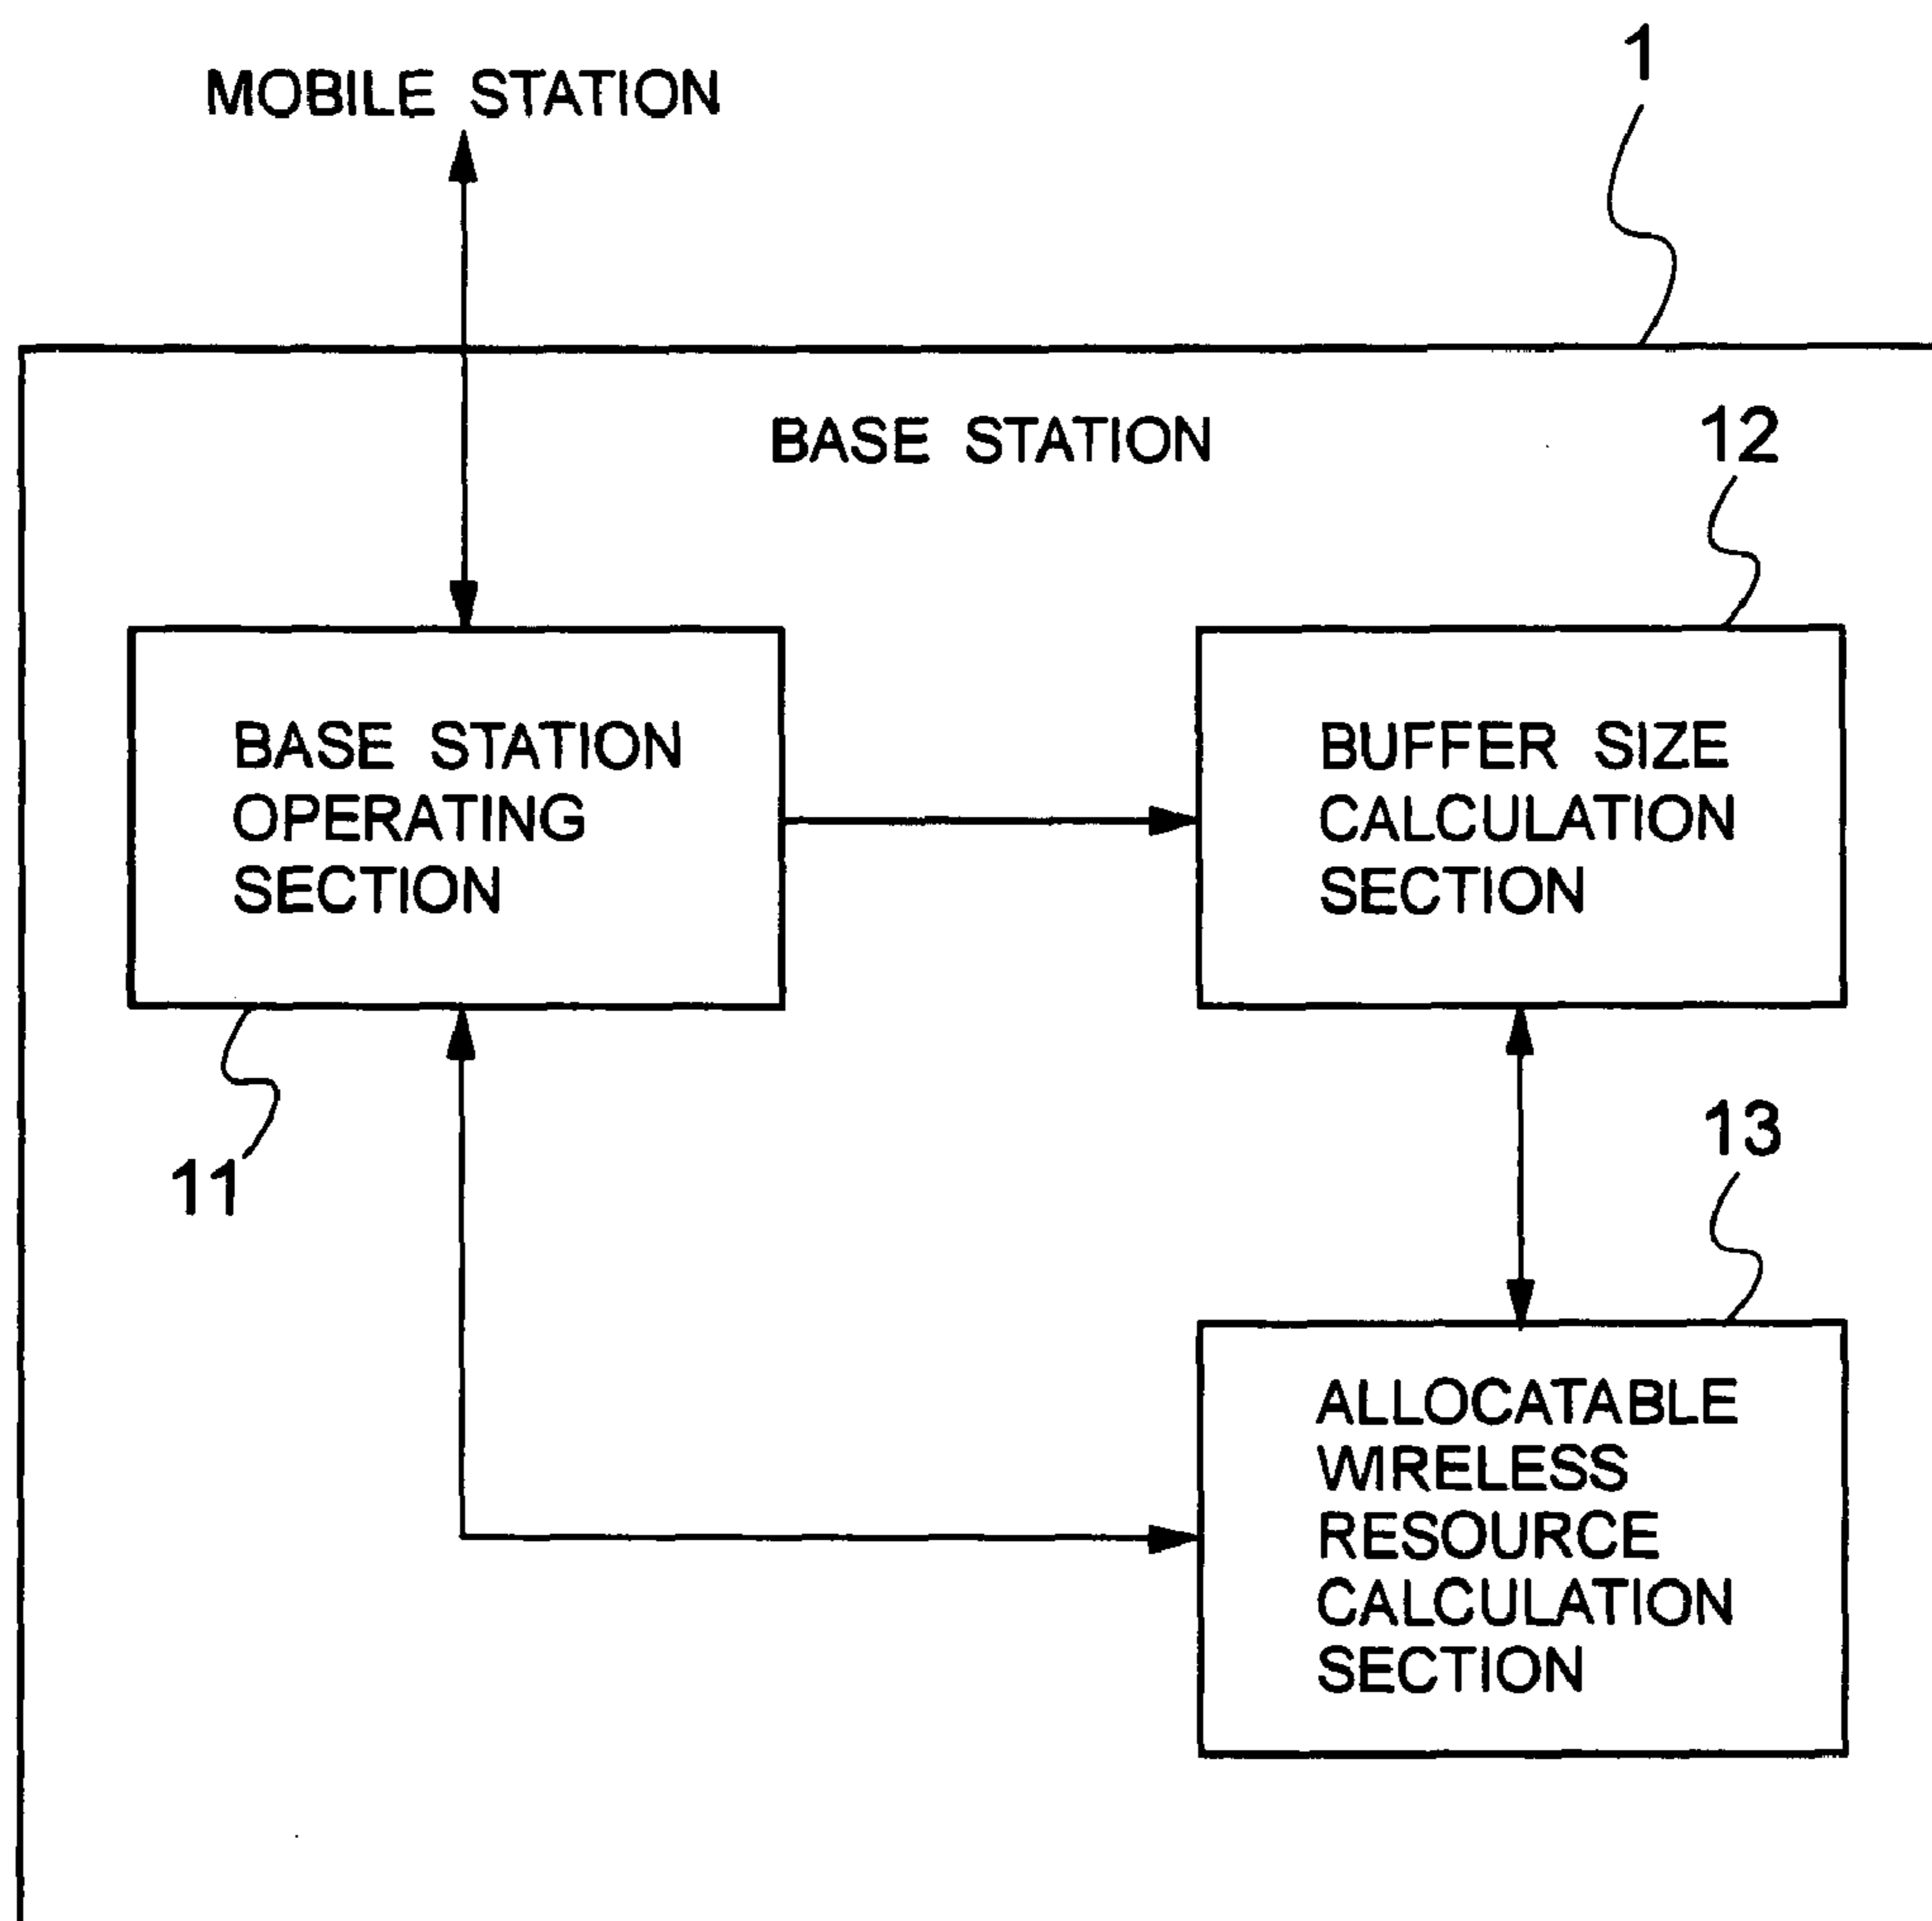 1
MOBILE STATION
BASE STATION
12
BASE STATION
OPERATING
SECTION
BUFFER SIZE
CALCULATION
SECTION
11
13
ALLOCATABLE
WIRELESS
RESOURCE
CALCULATION
SECTION